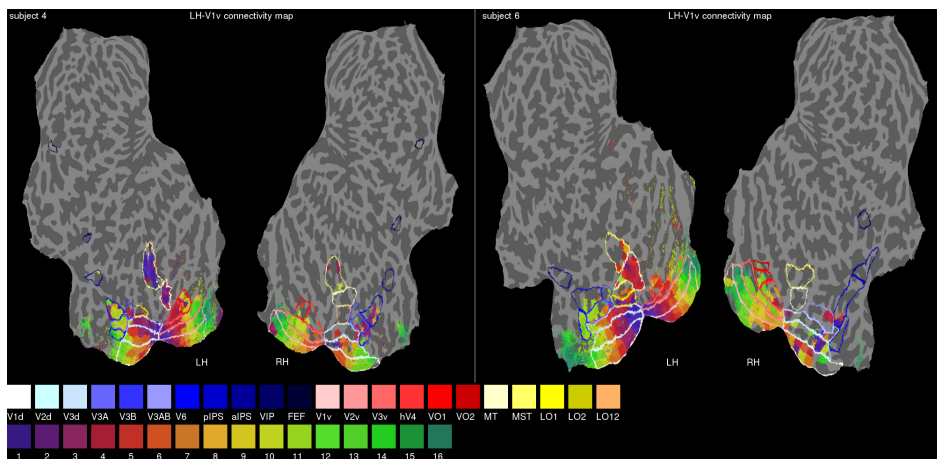 subject 4
LH-V1v connectivity map
subject 6
LH-V1v connectivity map
LH
RH
LH
RH
V1d V2d V3d V3A V3B V3AB V6 pIPS aIPS VIP FEF V1v V2v V3v hV4 VO1 VO2 MT MST LO1 LO2 LO12
1 2 3 4 5 6 7 8 9 10 11 12 13 14 15 16